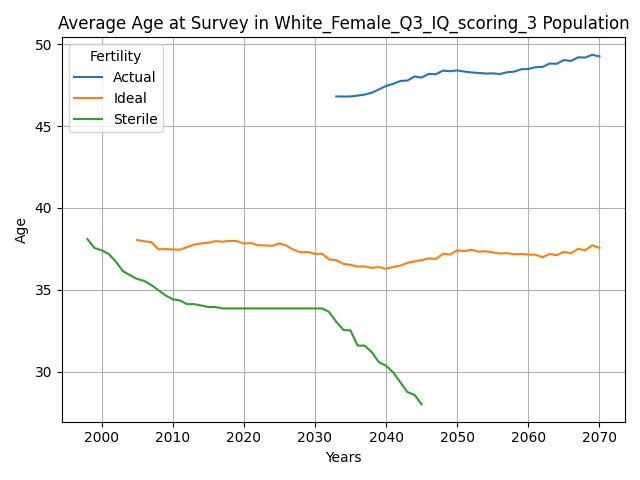 Average Age at Survey in White_Female_Q3_IQ_scoring_3 Population
Fertility
Actual
Ideal
Sterile
50
45
40
35
30
Age
2000 2010 2020 2030 2040 2050 2060 2070
Years